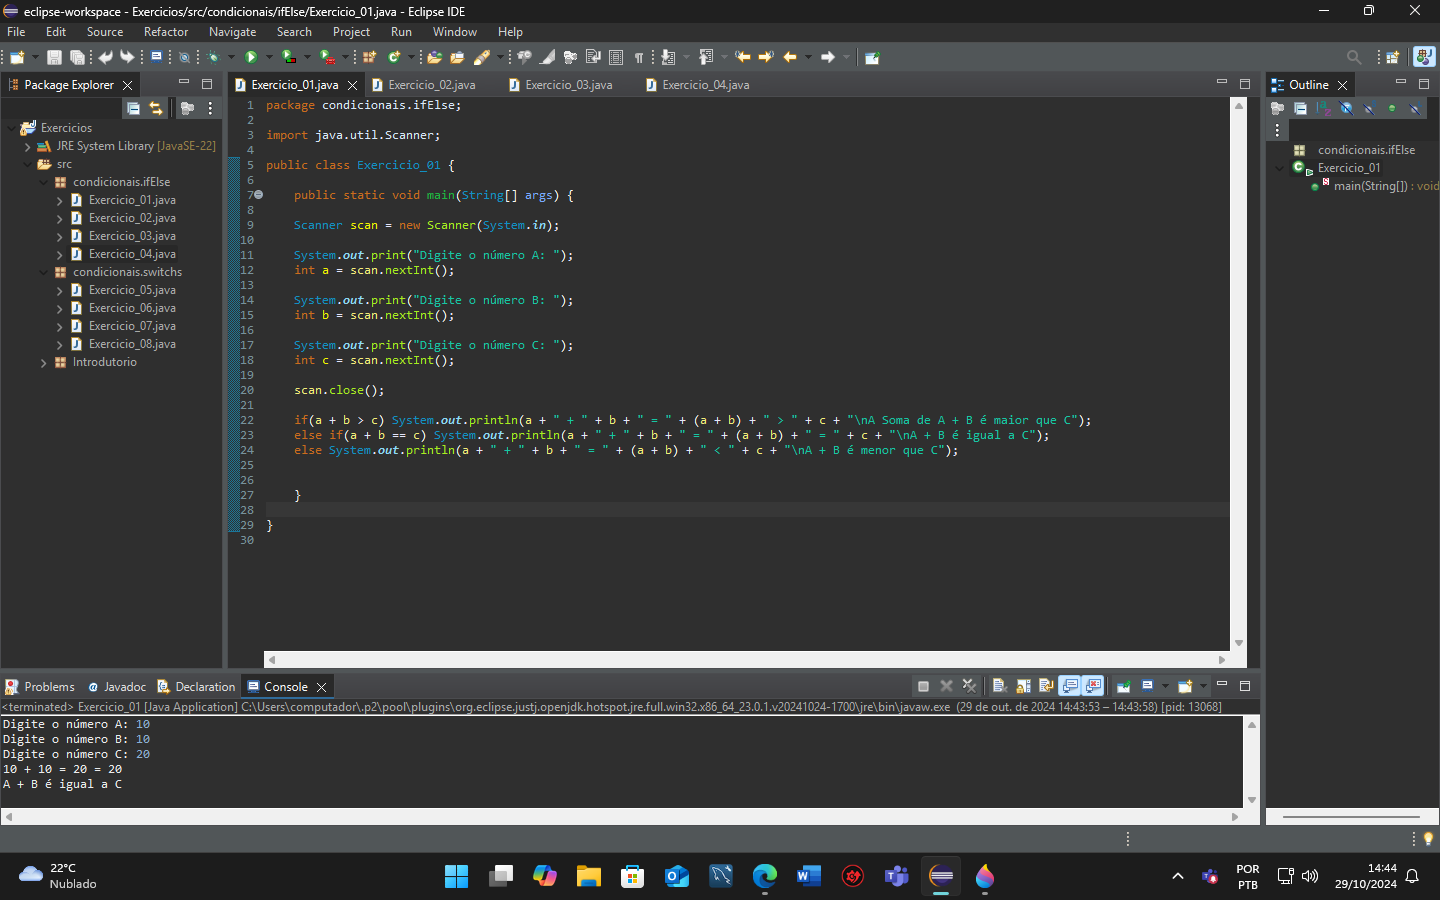 eclipse-workspace - Exercicios/src/condicionais/ifElse/Exercicio_01.java - Eclipse IDE
File Edit Source Refactor Navigate Search Project Run Window Help
Package Explorer
Exercicios
JRE System Library [JavaSE-22]
src
condicionais.ifElse
Exercicio_01.java
Exercicio_02.java
Exercicio_03.java
Exercicio_04.java
condicionais.switchs
Exercicio_05.java
Exercicio_06.java
Exercicio_07.java
Exercicio_08.java
Introdutorio
Exercicio_01.java Exercicio_02.java Exercicio_03.java Exercicio_04.java
1 package condicionais.ifElse;
2
3 import java.util.Scanner;
4
5 public class Exercicio_01 {
6
7 public static void main(String[] args) {
8
9 Scanner scan = new Scanner(System.in);
10
11 System.out.print("Digite o número A: ");
12 int a = scan.nextInt();
13
14 System.out.print("Digite o número B: ");
15 int b = scan.nextInt();
16
17 System.out.print("Digite o número C: ");
18 int c = scan.nextInt();
19
20 scan.close();
21
22 if(a + b > c) System.out.println(a + " + " + b + " = " + (a + b) + " > " + c + "\nA Soma de A + B é maior que C");
23 else if(a + b == c) System.out.println(a + " + " + b + " = " + (a + b) + " = " + c + "\nA + B é igual a C");
24 else System.out.println(a + " + " + b + " = " + (a + b) + " < " + c + "\nA + B é menor que C");
25
26
27 }
28
29 }
30
Outline
condicionais.ifElse
Exercicio_01
main(String[]) : void
Problems Javadoc Declaration Console
<terminated> Exercicio_01 [Java Application] C:\Users\computador\.p2\pool\plugins\org.eclipse.justj.openjdk.hotspot.jre.full.win32.x86_64_23.0.1.v20241024-1700\jre\bin\javaw.exe (29 de out. de 2024 14:43:53 – 14:43:58) [pid: 13068]
Digite o número A: 10
Digite o número B: 10
Digite o número C: 20
10 + 10 = 20 = 20
A + B é igual a C
22°C
Nublado
POR
PTB
14:44
29/10/2024